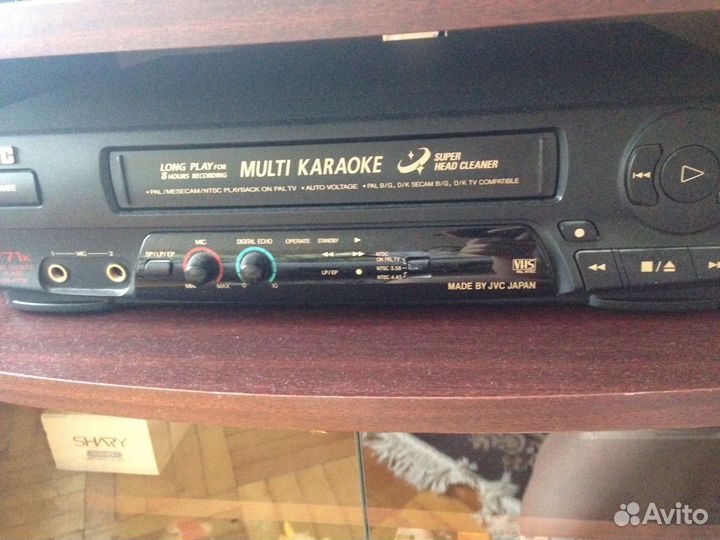 LONG PLAY FOR
8 HOURS RECORDING
MULTI KARAOKE
SUPER
HEAD CLEANER
• PAL/MESECAM/NTSC PLAYBACK ON PAL TV • AUTO VOLTAGE • PAL B/G, D/K SECAM B/G, D/K TV COMPATIBLE
1 MIC 2
SP/LP/EP
MIC
MIN MAX
DIGITAL ECHO
0 10
OPERATE STANDBY
LP/EP
NTSC
ON PAL TV
NTSC 3.58
NTSC 4.43
VHS
MADE BY JVC JAPAN
SHARY
Avito